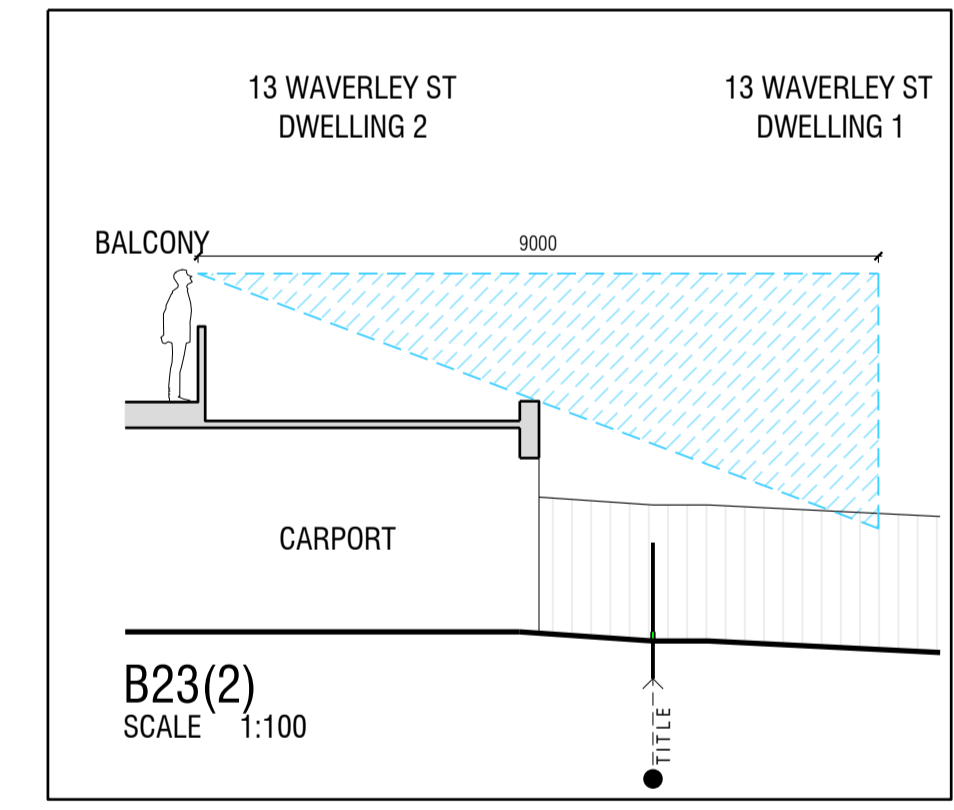 13 WAVERLEY ST
DWELLING 2
13 WAVERLEY ST
DWELLING 1
BALCONY
9000
CARPORT
B23(2)
SCALE 1:100
TITLE